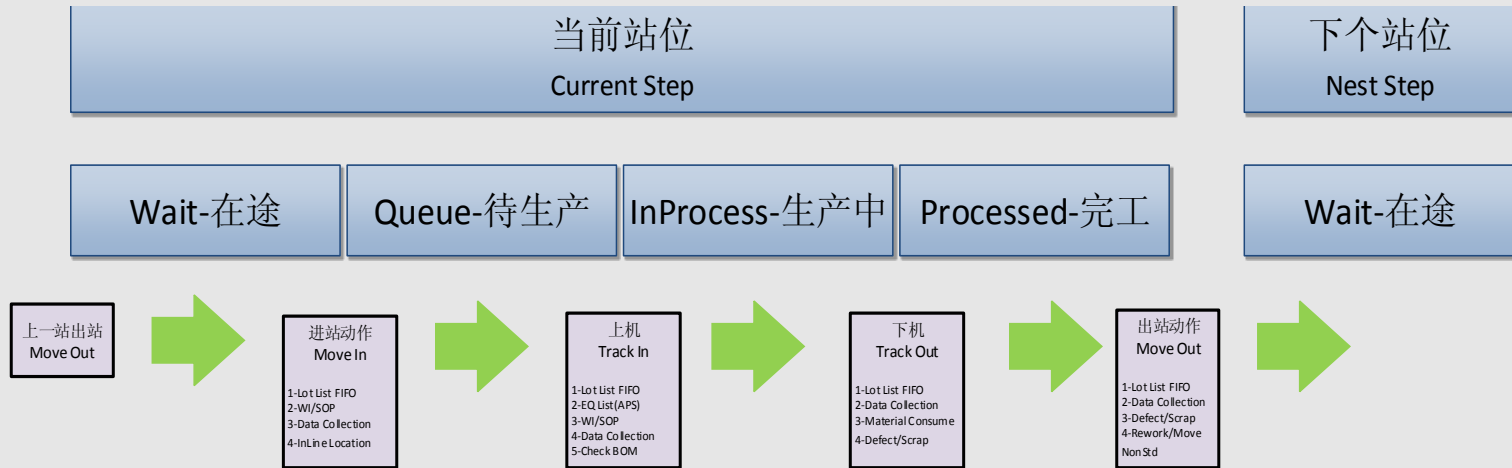 当前站位
Current Step
下个站位
Nest Step
Wait-在途
Queue-待生产
InProcess-生产中
Processed-完工
Wait-在途
上一站出站
Move Out
进站动作
Move In
1-Lot List FIFO
2-WI/SOP
3-Data Collection
4-InLine Location
上机
Track In
1-Lot List FIFO
2-EQ List(APS)
3-WI/SOP
4-Data Collection
5-Check BOM
下机
Track Out
1-Lot List FIFO
2-Data Collection
3-Material Consume
4-Defect/Scrap
出站动作
Move Out
1-Lot List FIFO
2-Data Collection
3-Defect/Scrap
4-Rework/Move
NonStd